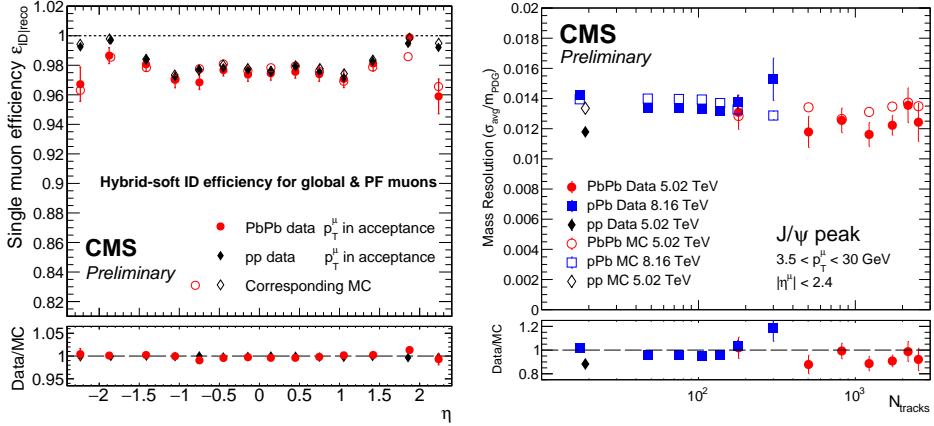 Single muon efficiency ε_ID|reco
1
0.98
0.96
0.94
0.92
0.9
0.88
0.86
0.84
0.82
Hybrid-soft ID efficiency for global & PF muons
PbPb data p_T^μ in acceptance
pp data p_T^μ in acceptance
Corresponding MC
CMS
Preliminary
Data/MC
1.05
1
0.95
−2 −1.5 −1 −0.5 0 0.5 1 1.5 2
η
Mass Resolution (σ_avg/m_PDG)
0.02
0.018
0.016
0.014
0.012
0.01
0.008
0.006
0.004
0.002
0
CMS
Preliminary
PbPb Data 5.02 TeV
pPb Data 8.16 TeV
pp Data 5.02 TeV
PbPb MC 5.02 TeV
pPb MC 8.16 TeV
pp MC 5.02 TeV
J/ψ peak
3.5 < p_T^μ < 30 GeV
|η^μ| < 2.4
Data/MC
1.2
1
0.8
10² 10³
N_tracks